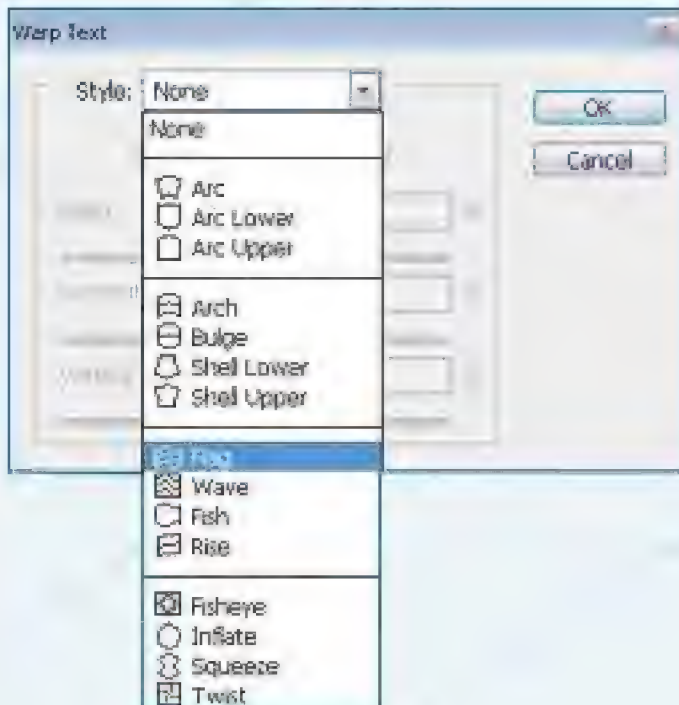 Warp Text
Style: None
OK
None
Cancel
Arc
Arc Lower
Arc Upper
Arch
Bulge
Shell Lower
Shell Upper
Flag
Wave
Fish
Rise
Fisheye
Inflate
Squeeze
Twist